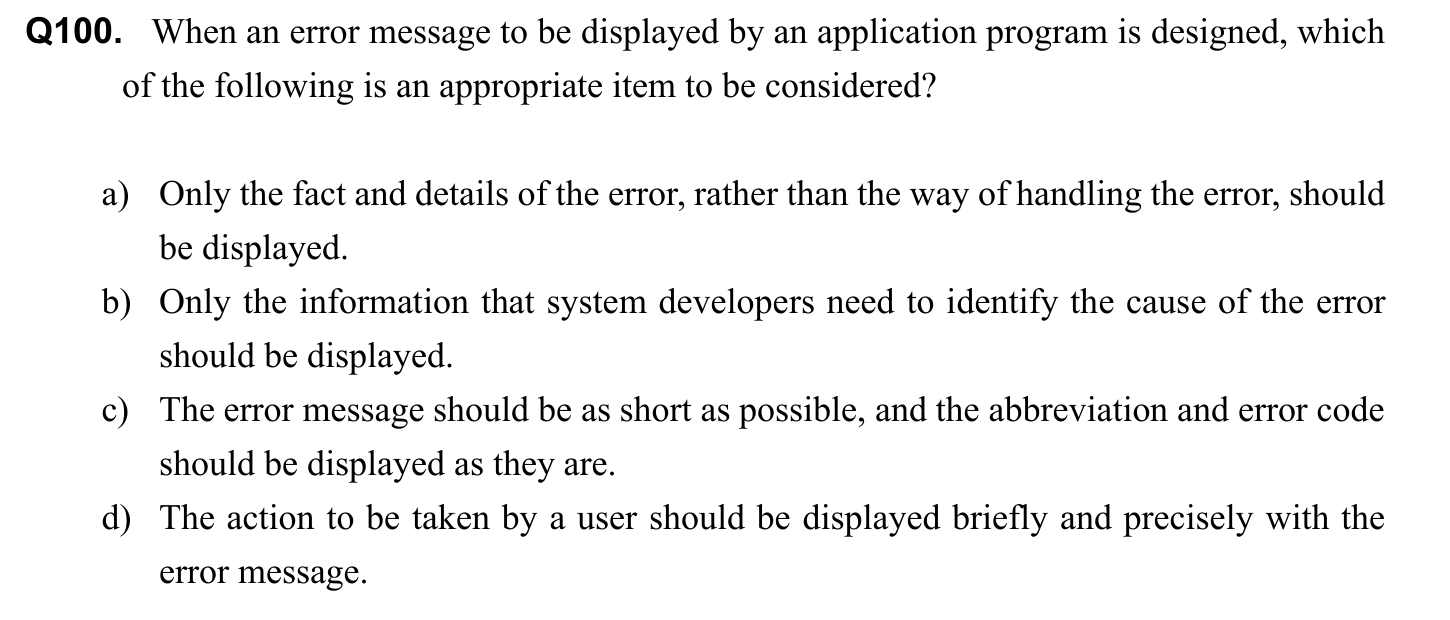 Q100. When an error message to be displayed by an application program is designed, which
of the following is an appropriate item to be considered?
a) Only the fact and details of the error, rather than the way of handling the error, should
be displayed.
b) Only the information that system developers need to identify the cause of the error
should be displayed.
c) The error message should be as short as possible, and the abbreviation and error code
should be displayed as they are.
d) The action to be taken by a user should be displayed briefly and precisely with the
error message.